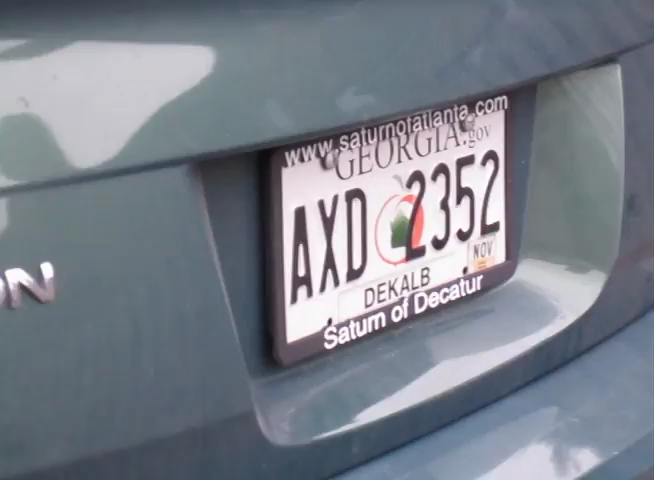 www.saturnofatlanta.com
GEORGIA.gov
AXD 2352
NOV
DEKALB
Saturn of Decatur
ON